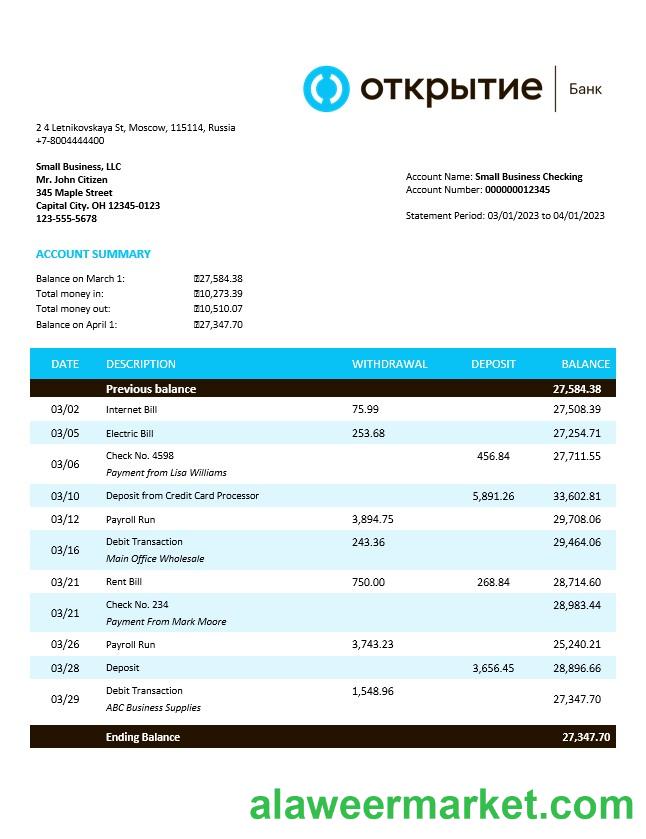 открытие Банк
2 4 Letnikovskaya St, Moscow, 115114, Russia
+7-8004444400
Small Business, LLC
Mr. John Citizen
345 Maple Street
Capital City. OH 12345-0123
123-555-5678
Account Name: Small Business Checking
Account Number: 000000012345
Statement Period: 03/01/2023 to 04/01/2023
ACCOUNT SUMMARY
Balance on March 1: 27,584.38
Total money in: 10,273.39
Total money out: 10,510.07
Balance on April 1: 27,347.70
DATE DESCRIPTION WITHDRAWAL DEPOSIT BALANCE
Previous balance 27,584.38
03/02 Internet Bill 75.99 27,508.39
03/05 Electric Bill 253.68 27,254.71
03/06 Check No. 4598 456.84 27,711.55
Payment from Lisa Williams
03/10 Deposit from Credit Card Processor 5,891.26 33,602.81
03/12 Payroll Run 3,894.75 29,708.06
03/16 Debit Transaction 243.36 29,464.06
Main Office Wholesale
03/21 Rent Bill 750.00 268.84 28,714.60
03/21 Check No. 234 28,983.44
Payment From Mark Moore
03/26 Payroll Run 3,743.23 25,240.21
03/28 Deposit 3,656.45 28,896.66
03/29 Debit Transaction 1,548.96 27,347.70
ABC Business Supplies
Ending Balance 27,347.70
alaweermarket.com